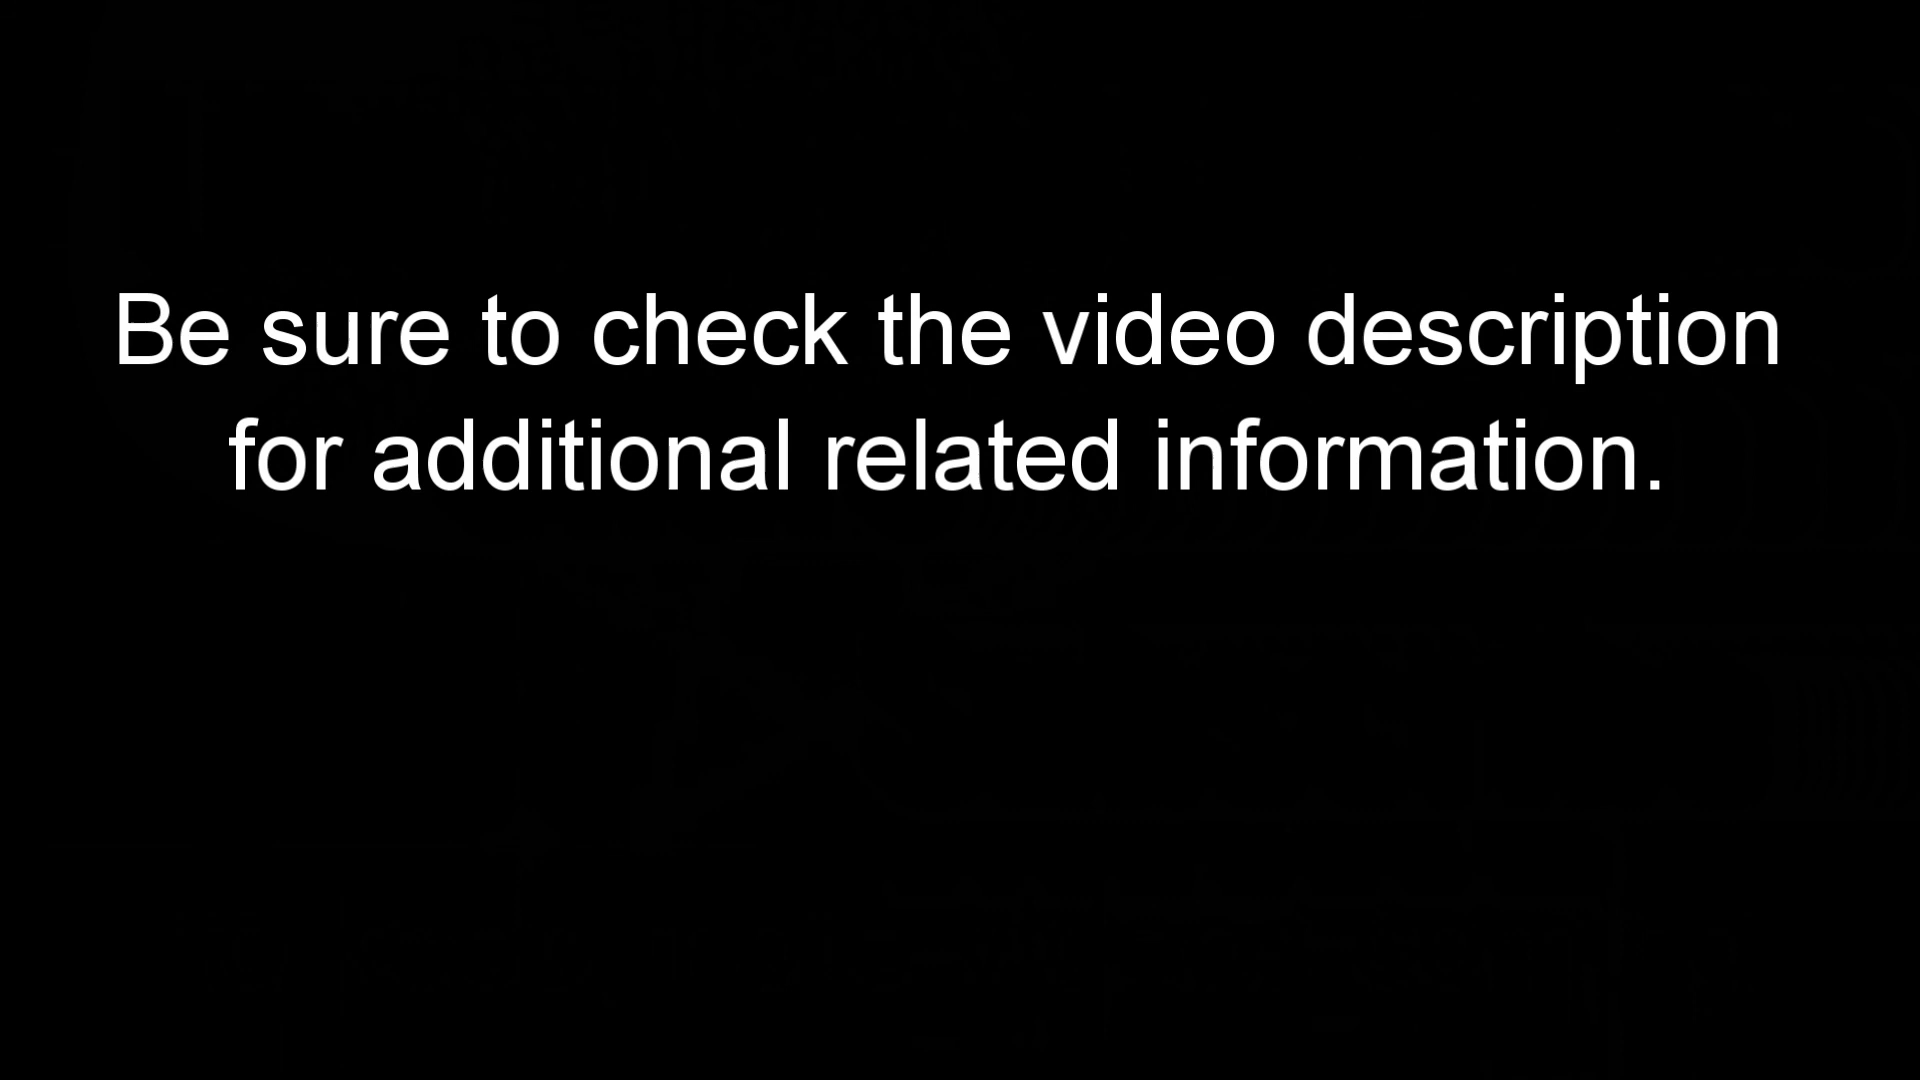 Be sure to check the video description
for additional related information.